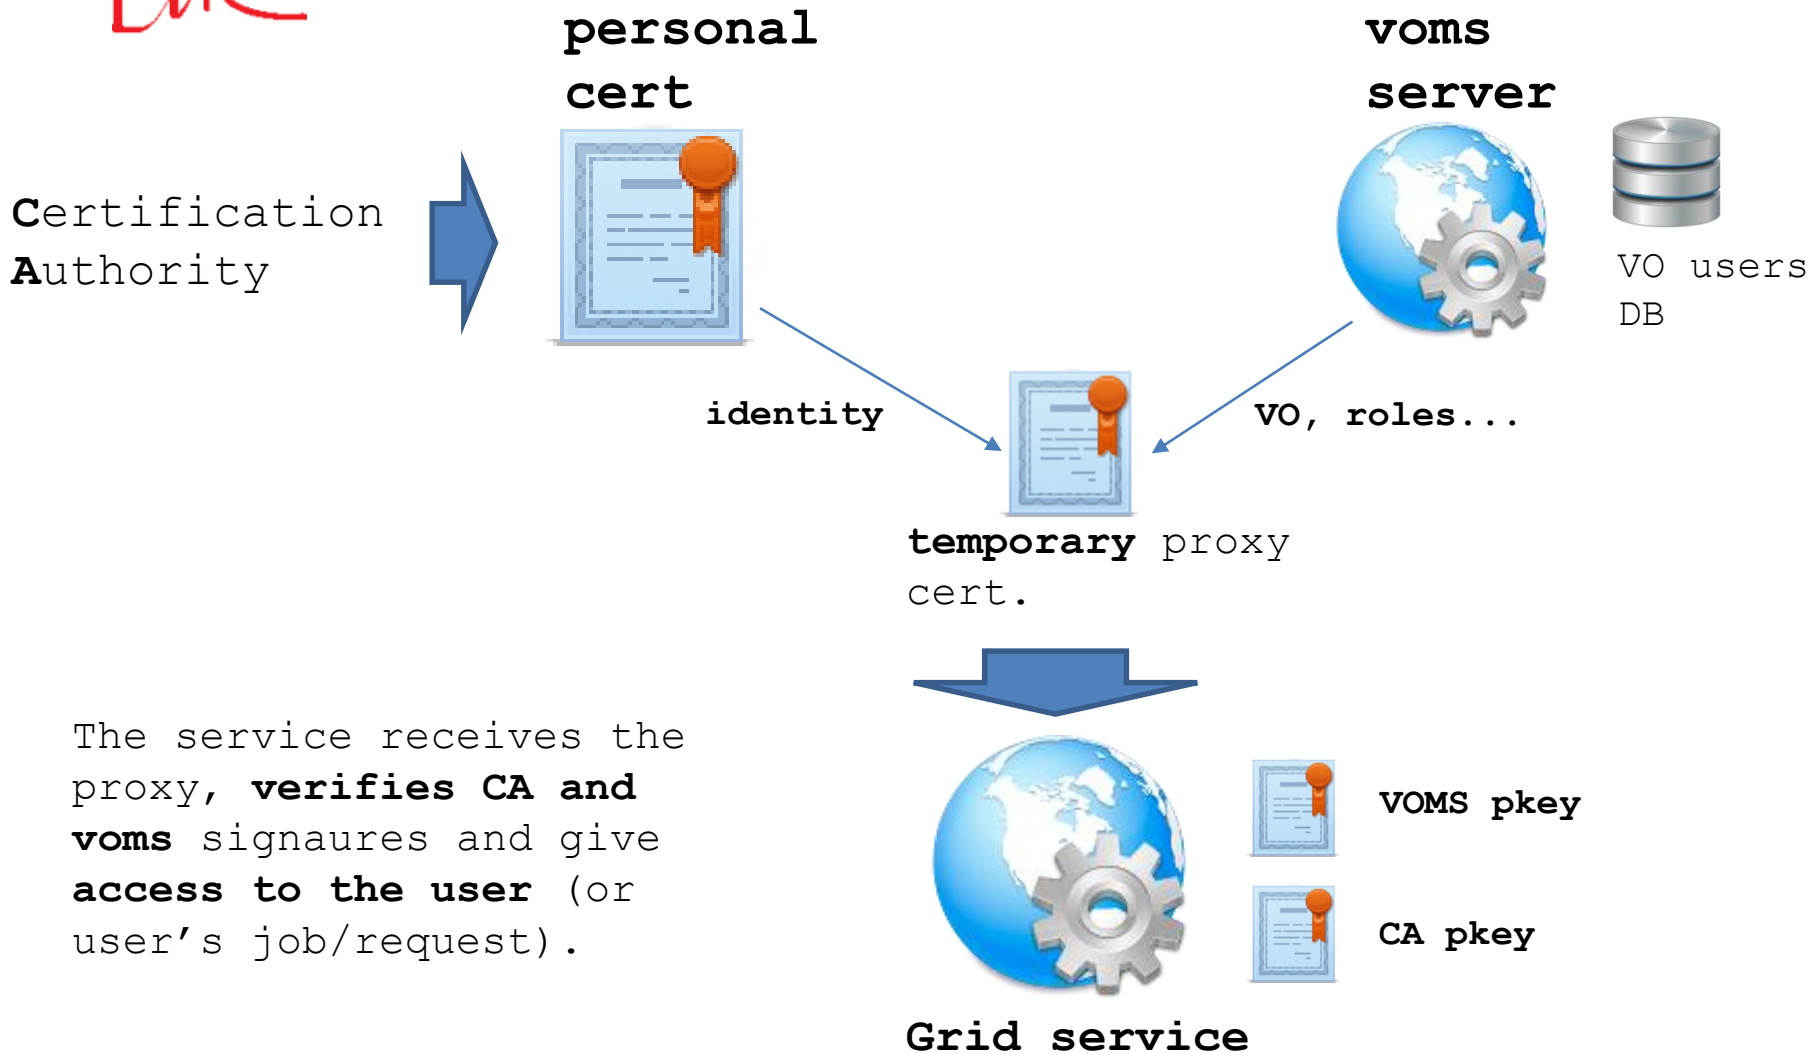 personal
cert
voms
server
Certification
Authority
VO users
DB
identity
VO, roles...
temporary proxy
cert.
The service receives the
proxy, verifies CA and
voms signaures and give
access to the user (or
user’s job/request).
VOMS pkey
CA pkey
Grid service